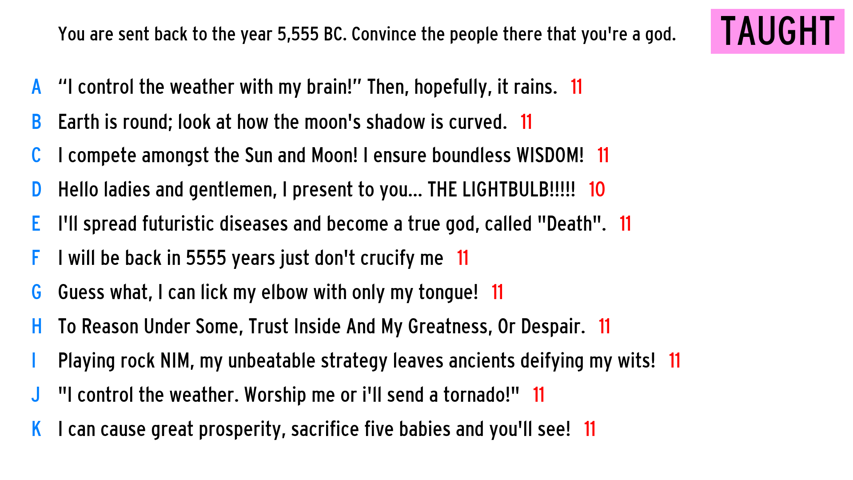 You are sent back to the year 5,555 BC. Convince the people there that you're a god.
TAUGHT
A “I control the weather with my brain!” Then, hopefully, it rains. 11
B Earth is round; look at how the moon's shadow is curved. 11
C I compete amongst the Sun and Moon! I ensure boundless WISDOM! 11
D Hello ladies and gentlemen, I present to you... THE LIGHTBULB!!!!! 10
E I'll spread futuristic diseases and become a true god, called "Death". 11
F I will be back in 5555 years just don't crucify me 11
G Guess what, I can lick my elbow with only my tongue! 11
H To Reason Under Some, Trust Inside And My Greatness, Or Despair. 11
I Playing rock NIM, my unbeatable strategy leaves ancients deifying my wits! 11
J "I control the weather. Worship me or i'll send a tornado!" 11
K I can cause great prosperity, sacrifice five babies and you'll see! 11